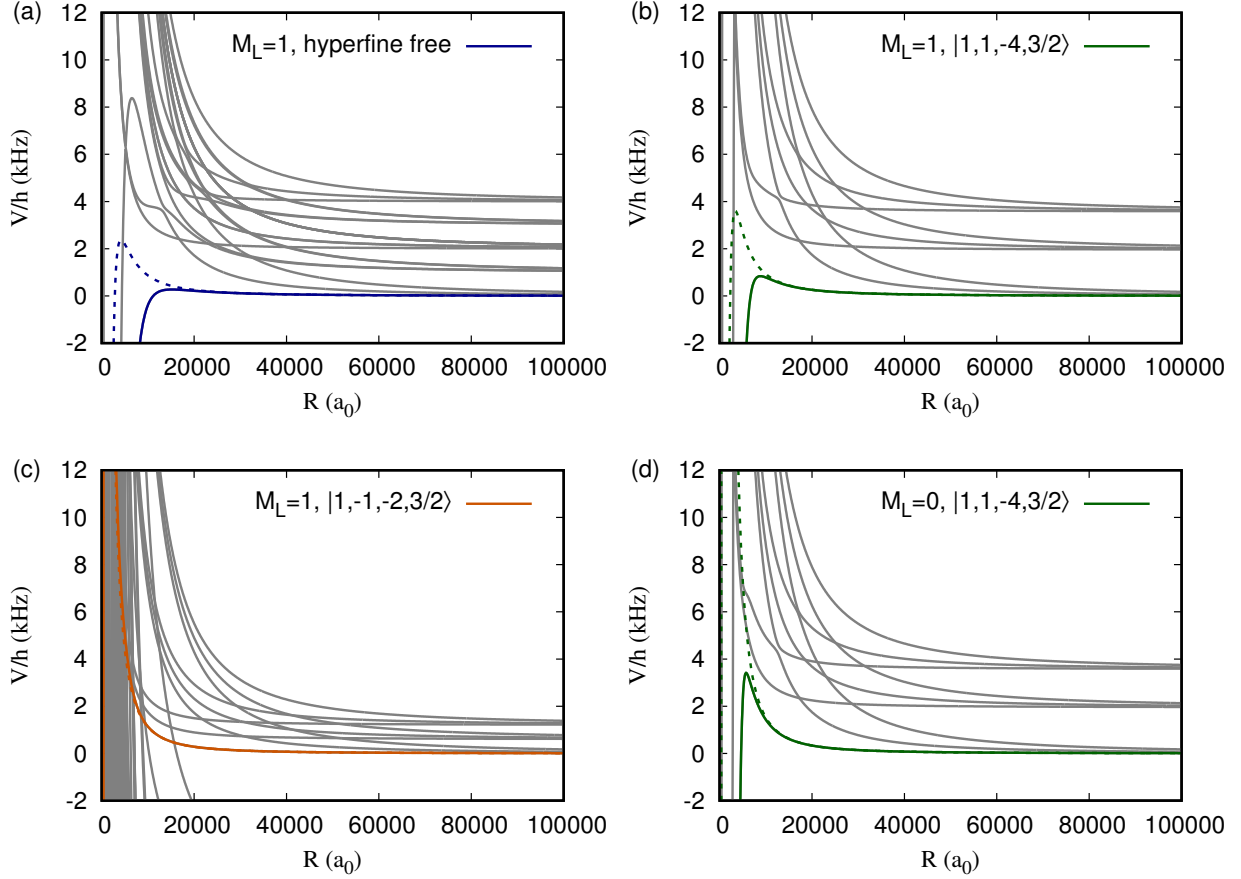 (a)
12
10
8
6
4
2
0
-2
V/h (kHz)
M_L=1, hyperfine free
0 20000 40000 60000 80000 100000
R (a_0)
(b)
12
10
8
6
4
2
0
-2
V/h (kHz)
M_L=1, |1,1,-4,3/2⟩
0 20000 40000 60000 80000 100000
R (a_0)
(c)
12
10
8
6
4
2
0
-2
V/h (kHz)
M_L=1, |1,-1,-2,3/2⟩
0 20000 40000 60000 80000 100000
R (a_0)
(d)
12
10
8
6
4
2
0
-2
V/h (kHz)
M_L=0, |1,1,-4,3/2⟩
0 20000 40000 60000 80000 100000
R (a_0)